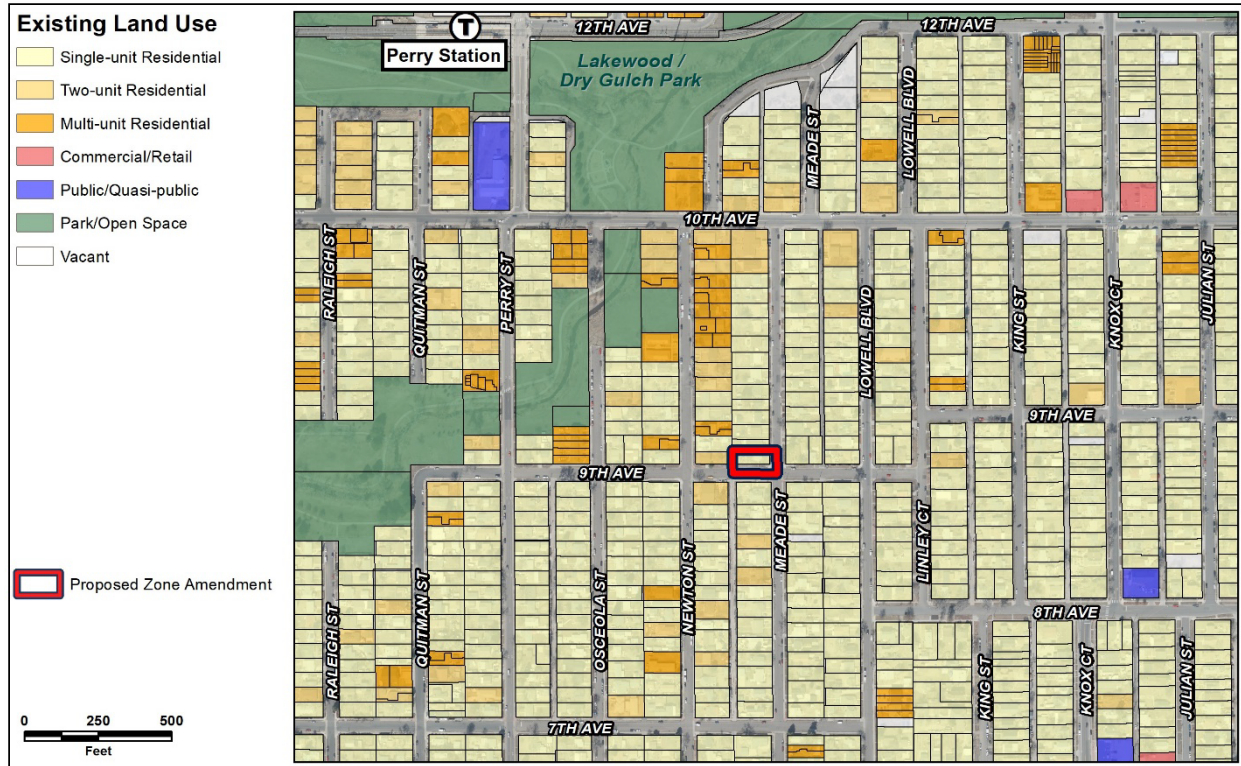 Existing Land Use
Single-unit Residential
Two-unit Residential
Multi-unit Residential
Commercial/Retail
Public/Quasi-public
Park/Open Space
Vacant
Proposed Zone Amendment
0 250 500
Feet
T
Perry Station
12TH AVE
12TH AVE
Lakewood /
Dry Gulch Park
MEADE ST
LOWELL BLVD
10TH AVE
RALEIGH ST
QUITMAN ST
PERRY ST
LOWELL BLVD
KING ST
KNOX CT
JULIAN ST
9TH AVE
9TH AVE
OSCEOLA ST
NEWTON ST
MEADE ST
LINLEY CT
8TH AVE
RALEIGH ST
QUITMAN ST
KING ST
KNOX CT
JULIAN ST
7TH AVE